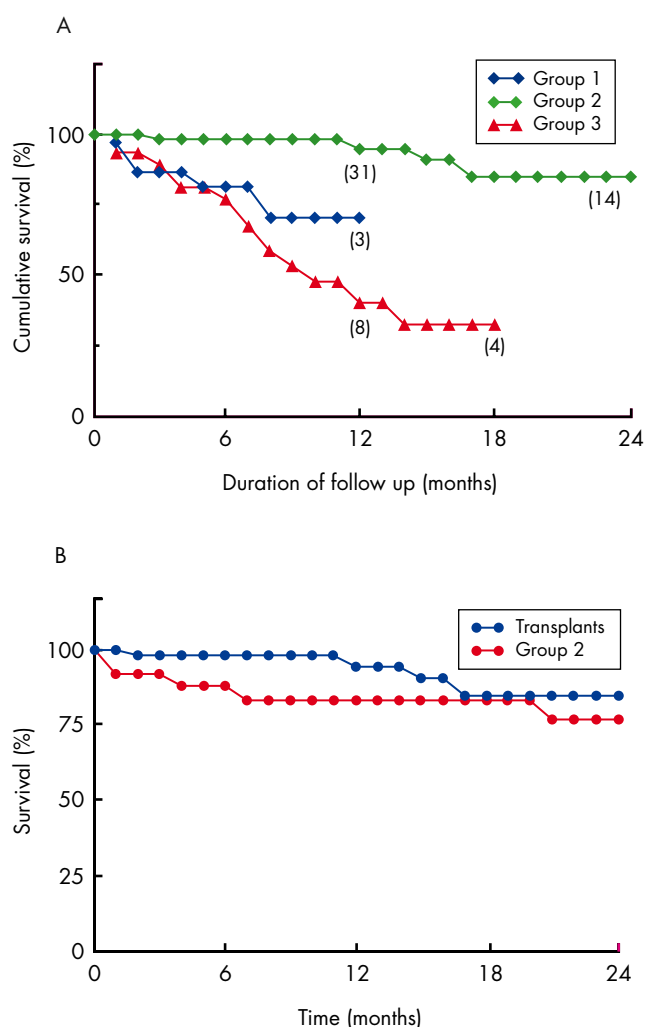 A
Group 1
Group 2
Group 3
Cumulative survival (%)
100
50
0
(31)
(14)
(3)
(8)
(4)
0 6 12 18 24
Duration of follow up (months)
B
Transplants
Group 2
Survival (%)
100
75
50
25
0
0 6 12 18 24
Time (months)